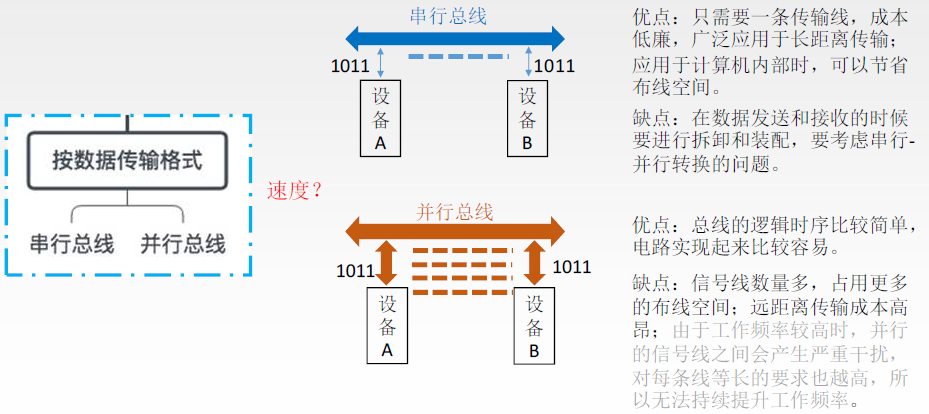 按数据传输格式
串行总线 并行总线
速度？
串行总线
1011 1011
设备A
设备B
优点：只需要一条传输线，成本
低廉，广泛应用于长距离传输；
应用于计算机内部时，可以节省
布线空间。
缺点：在数据发送和接收的时候
要进行拆卸和装配，要考虑串行-
并行转换的问题。
并行总线
1011 1011
设备A
设备B
优点：总线的逻辑时序比较简单，
电路实现起来比较容易。
缺点：信号线数量多，占用更多
的布线空间；远距离传输成本高
昂；由于工作频率较高时，并行
的信号线之间会产生严重干扰，
对每条线等长的要求也越高，所
以无法持续提升工作频率。